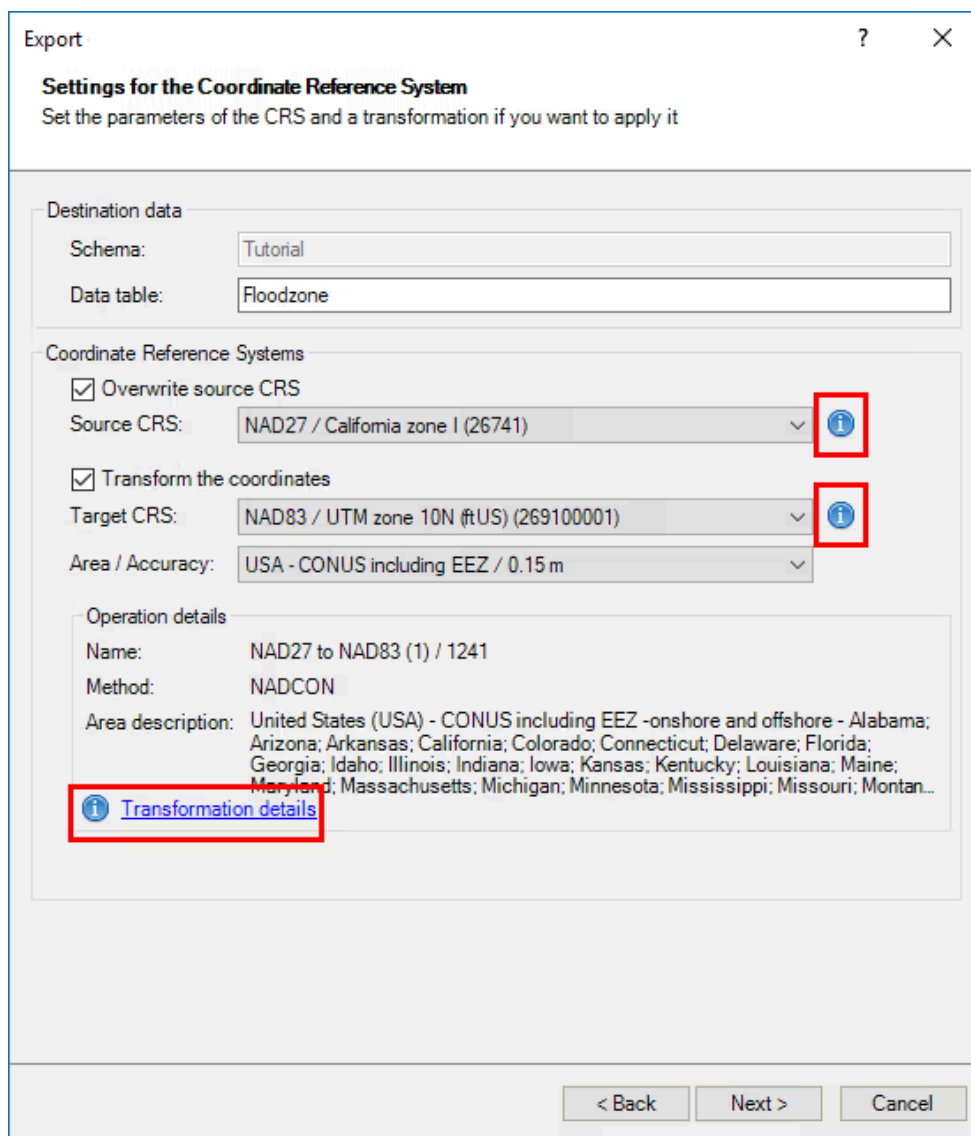 Export
?
Settings for the Coordinate Reference System
Set the parameters of the CRS and a transformation if you want to apply it
Destination data
Schema: Tutorial
Data table: Floodzone
Coordinate Reference Systems
Overwrite source CRS
Source CRS: NAD27 / California zone I (26741)
Transform the coordinates
Target CRS: NAD83 / UTM zone 10N (ftUS) (269100001)
Area / Accuracy: USA - CONUS including EEZ / 0.15 m
Operation details
Name: NAD27 to NAD83 (1) / 1241
Method: NADCON
Area description: United States (USA) - CONUS including EEZ -onshore and offshore - Alabama;
Arizona; Arkansas; California; Colorado; Connecticut; Delaware; Florida;
Georgia; Idaho; Illinois; Indiana; Iowa; Kansas; Kentucky; Louisiana; Maine;
Maryland; Massachusetts; Michigan; Minnesota; Mississippi; Missouri; Montan...
Transformation details
< Back Next > Cancel